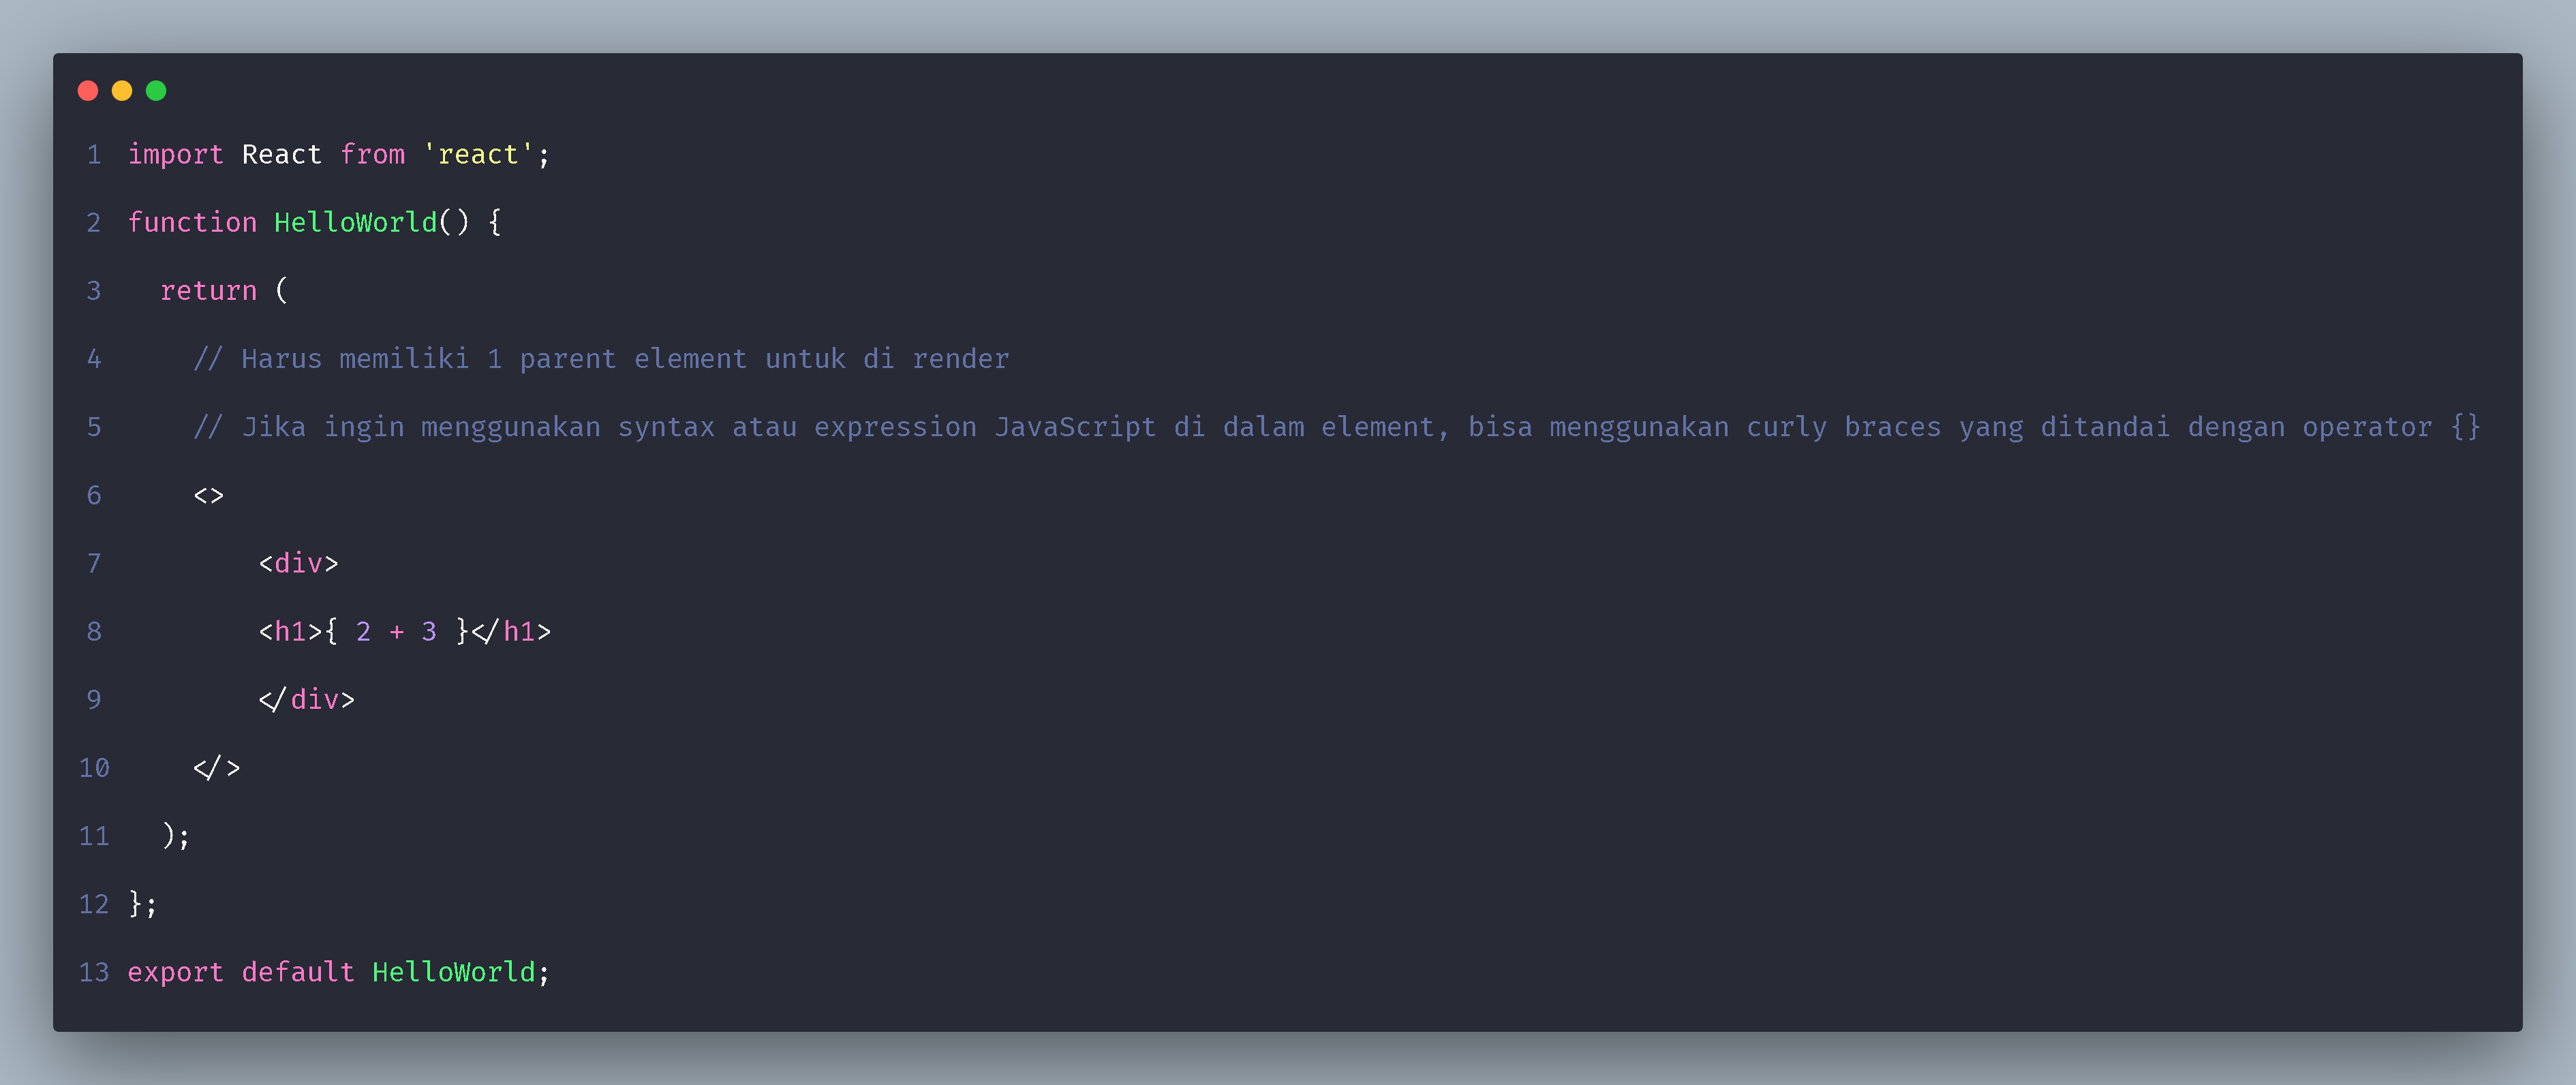 1 import React from 'react';
2 function HelloWorld() {
3   return (
4     // Harus memiliki 1 parent element untuk di render
5     // Jika ingin menggunakan syntax atau expression JavaScript di dalam element, bisa menggunakan curly braces yang ditandai dengan operator {}
6     <>
7         <div>
8         <h1>{ 2 + 3 }</h1>
9         </div>
10     </>
11   );
12 };
13 export default HelloWorld;